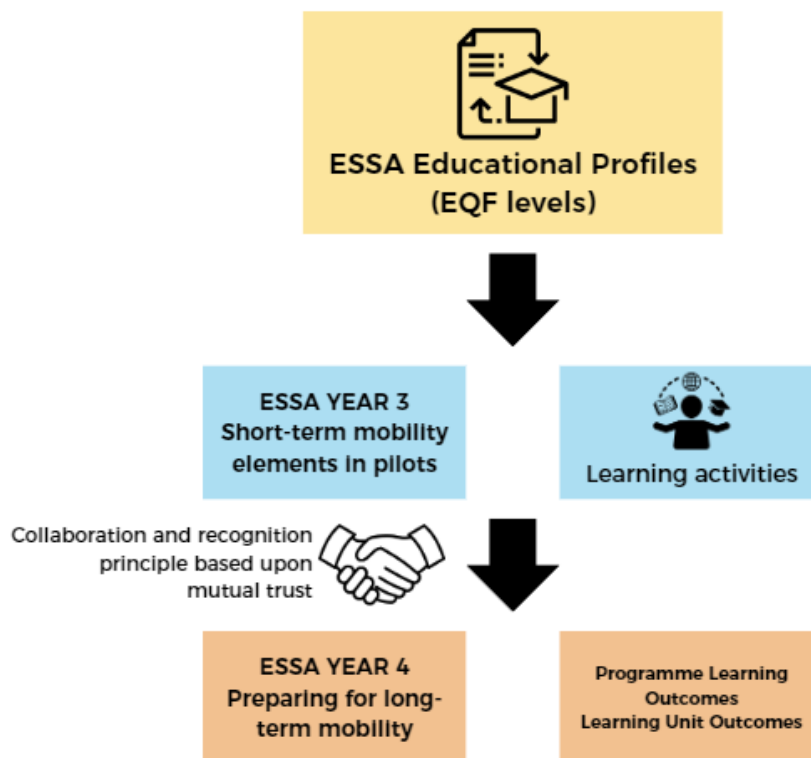 ESSA Educational Profiles
(EQF levels)
ESSA YEAR 3
Short-term mobility
elements in pilots
Learning activities
Collaboration and recognition
principle based upon
mutual trust
ESSA YEAR 4
Preparing for long-
term mobility
Programme Learning
Outcomes
Learning Unit Outcomes